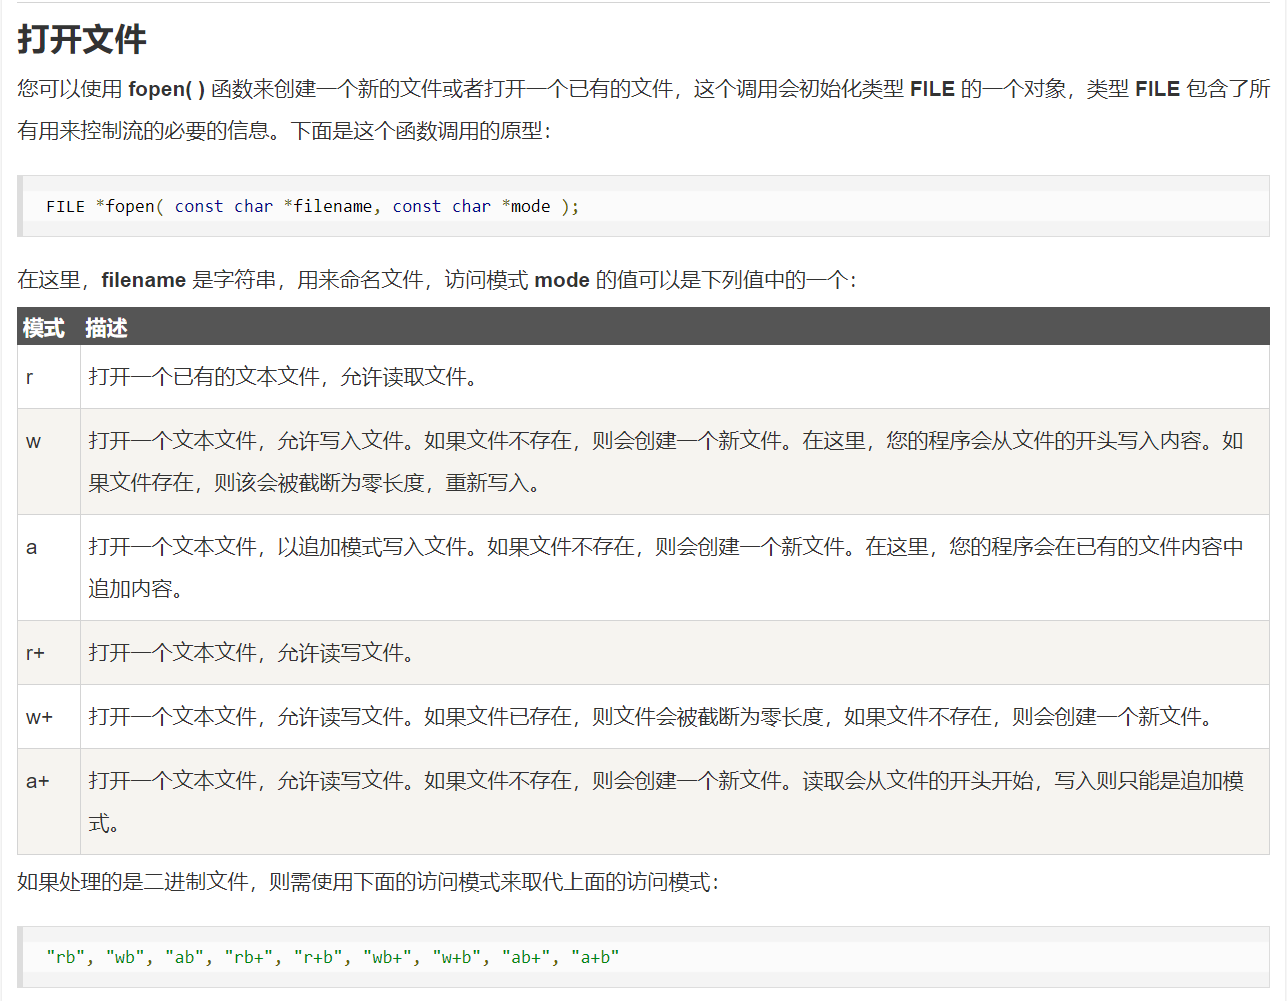 打开文件
您可以使用 fopen( ) 函数来创建一个新的文件或者打开一个已有的文件，这个调用会初始化类型 FILE 的一个对象，类型 FILE 包含了所
有用来控制流的必要的信息。下面是这个函数调用的原型：
FILE *fopen( const char *filename, const char *mode );
在这里，filename 是字符串，用来命名文件，访问模式 mode 的值可以是下列值中的一个：
模式 描述
r 打开一个已有的文本文件，允许读取文件。
w 打开一个文本文件，允许写入文件。如果文件不存在，则会创建一个新文件。在这里，您的程序会从文件的开头写入内容。如
果文件存在，则该会被截断为零长度，重新写入。
a 打开一个文本文件，以追加模式写入文件。如果文件不存在，则会创建一个新文件。在这里，您的程序会在已有的文件内容中
追加内容。
r+ 打开一个文本文件，允许读写文件。
w+ 打开一个文本文件，允许读写文件。如果文件已存在，则文件会被截断为零长度，如果文件不存在，则会创建一个新文件。
a+ 打开一个文本文件，允许读写文件。如果文件不存在，则会创建一个新文件。读取会从文件的开头开始，写入则只能是追加模
式。
如果处理的是二进制文件，则需使用下面的访问模式来取代上面的访问模式：
"rb", "wb", "ab", "rb+", "r+b", "wb+", "w+b", "ab+", "a+b"